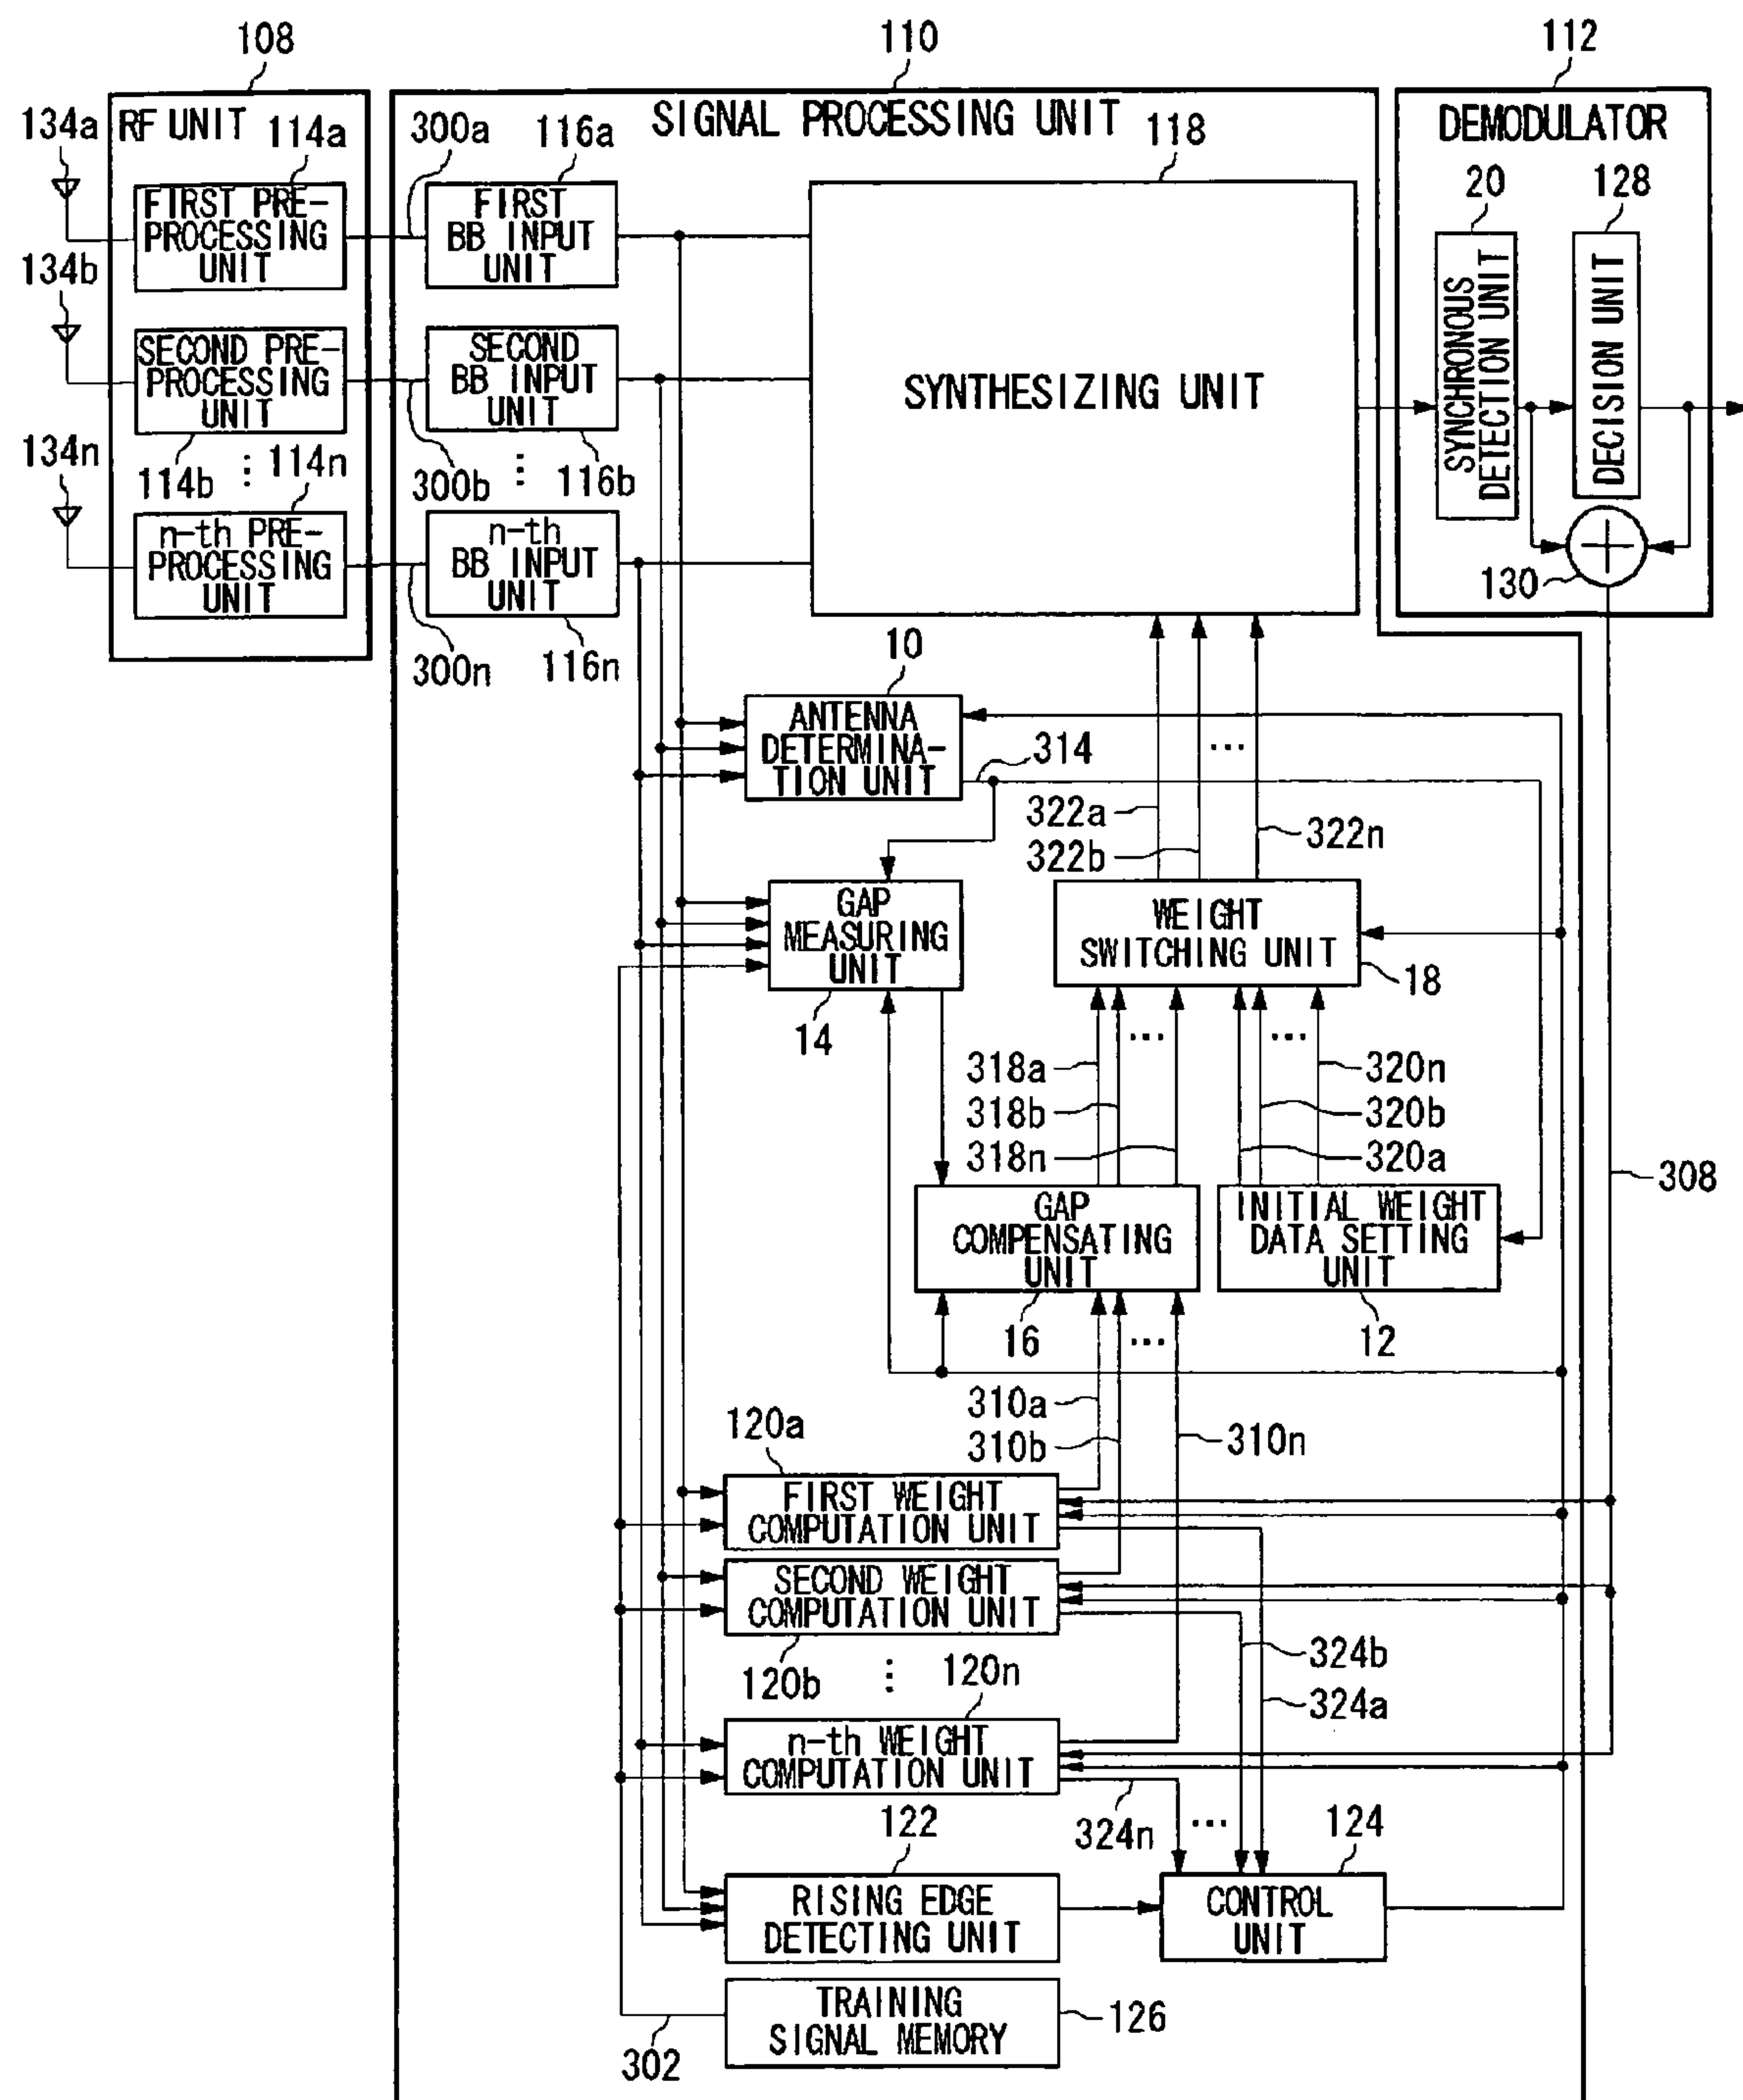 108
110
112
134a
RF UNIT
114a
300a
116a
SIGNAL PROCESSING UNIT
118
DEMODULATOR
FIRST PRE-
PROCESSING
UNIT
FIRST
BB INPUT
UNIT
20
128
134b
SECOND PRE-
PROCESSING
UNIT
SECOND
BB INPUT
UNIT
SYNTHESIZING UNIT
SYNCHRONOUS
DETECTION UNIT
DECISION UNIT
134n
114b
⋮
114n
300b
⋮
116b
n-th PRE-
PROCESSING
UNIT
n-th
BB INPUT
UNIT
130
300n
116n
10
ANTENNA
DETERMINA-
TION UNIT
314
...
322a
322b
322n
GAP
MEASURING
UNIT
WEIGHT
SWITCHING UNIT
18
14
...
...
318a
320n
318b
320b
318n
320a
308
GAP
COMPENSATING
UNIT
INITIAL WEIGHT
DATA SETTING
UNIT
16
...
12
310a
310b
310n
120a
FIRST WEIGHT
COMPUTATION UNIT
SECOND WEIGHT
COMPUTATION UNIT
120b
⋮
120n
324b
324a
n-th WEIGHT
COMPUTATION UNIT
122
324n
...
124
RISING EDGE
DETECTING UNIT
CONTROL
UNIT
TRAINING
SIGNAL MEMORY
126
302